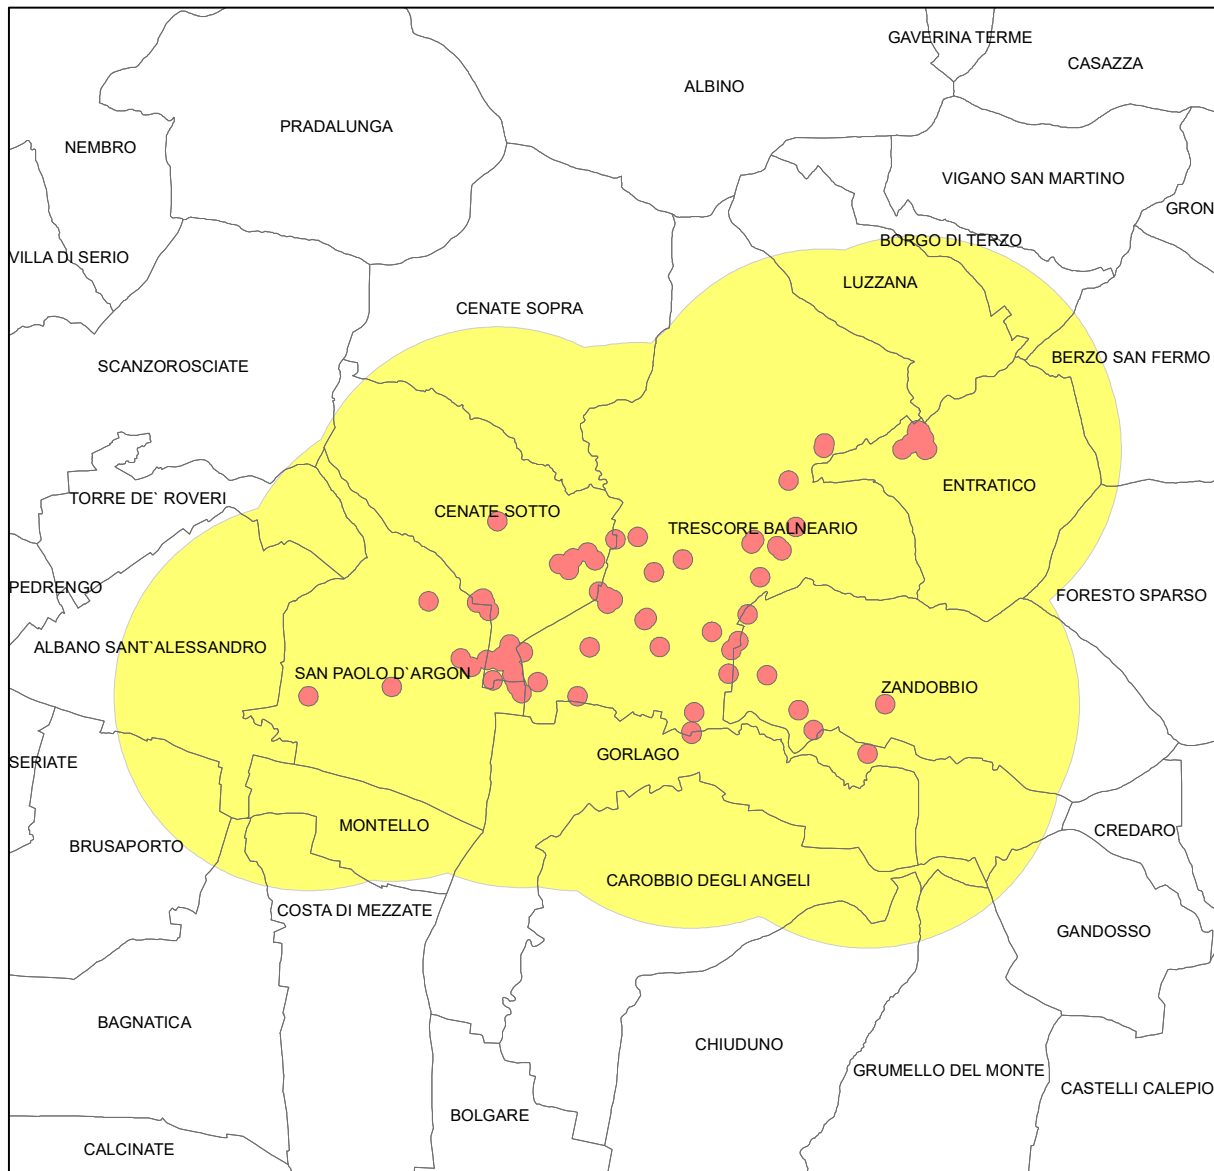 GAVERINA TERME
CASAZZA
ALBINO
PRADALUNGA
NEMBRO
VIGANO SAN MARTINO
GRON
BORGO DI TERZO
VILLA DI SERIO
LUZZANA
CENATE SOPRA
BERZO SAN FERMO
SCANZOROSCIATE
ENTRATICO
TORRE DE` ROVERI
CENATE SOTTO
TRESCORE BALNEARIO
PEDRENGO
FORESTO SPARSO
ALBANO SANT`ALESSANDRO
SAN PAOLO D`ARGON
ZANDOBBIO
GORLAGO
SERIATE
MONTELLO
CREDARO
BRUSAPORTO
CAROBBIO DEGLI ANGELI
COSTA DI MEZZATE
GANDOSSO
BAGNATICA
CHIUDUNO
GRUMELLO DEL MONTE
CASTELLI CALEPIO
BOLGARE
CALCINATE